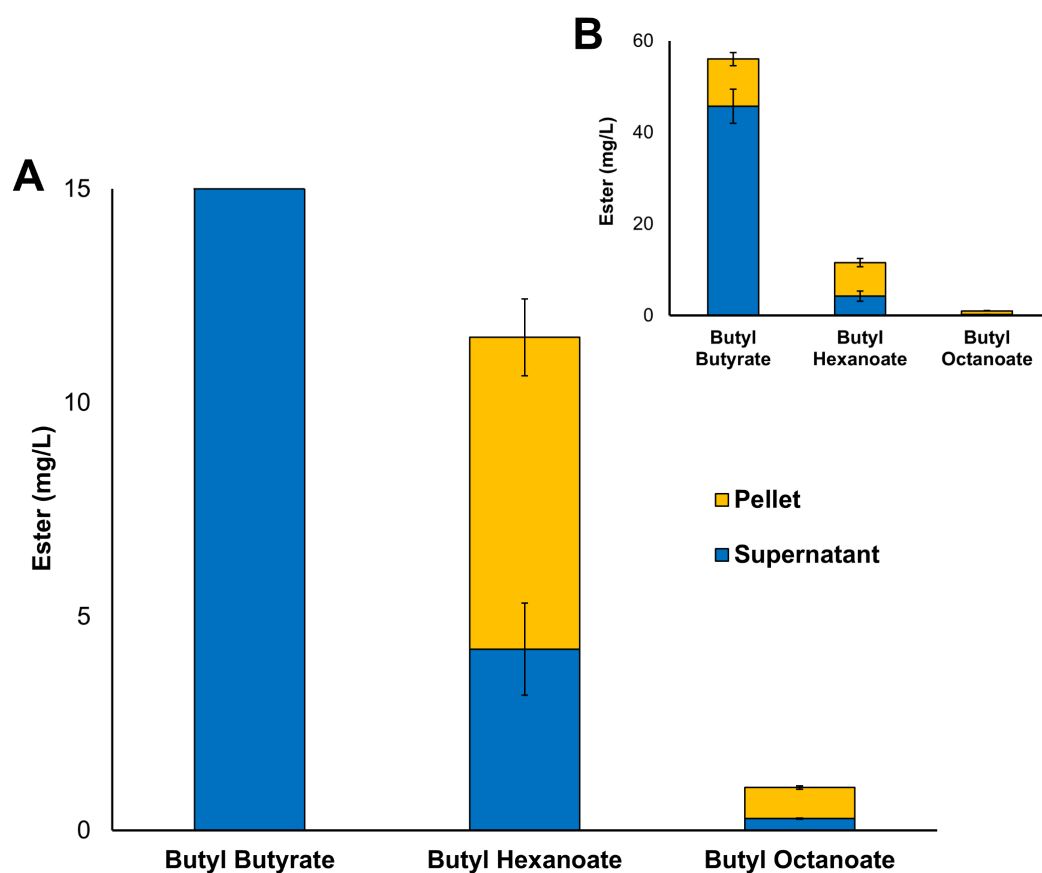 B
60
40
20
0
Ester (mg/L)
Butyl
Butyrate
Butyl
Hexanoate
Butyl
Octanoate
A
15
10
5
0
Ester (mg/L)
Pellet
Supernatant
Butyl Butyrate
Butyl Hexanoate
Butyl Octanoate